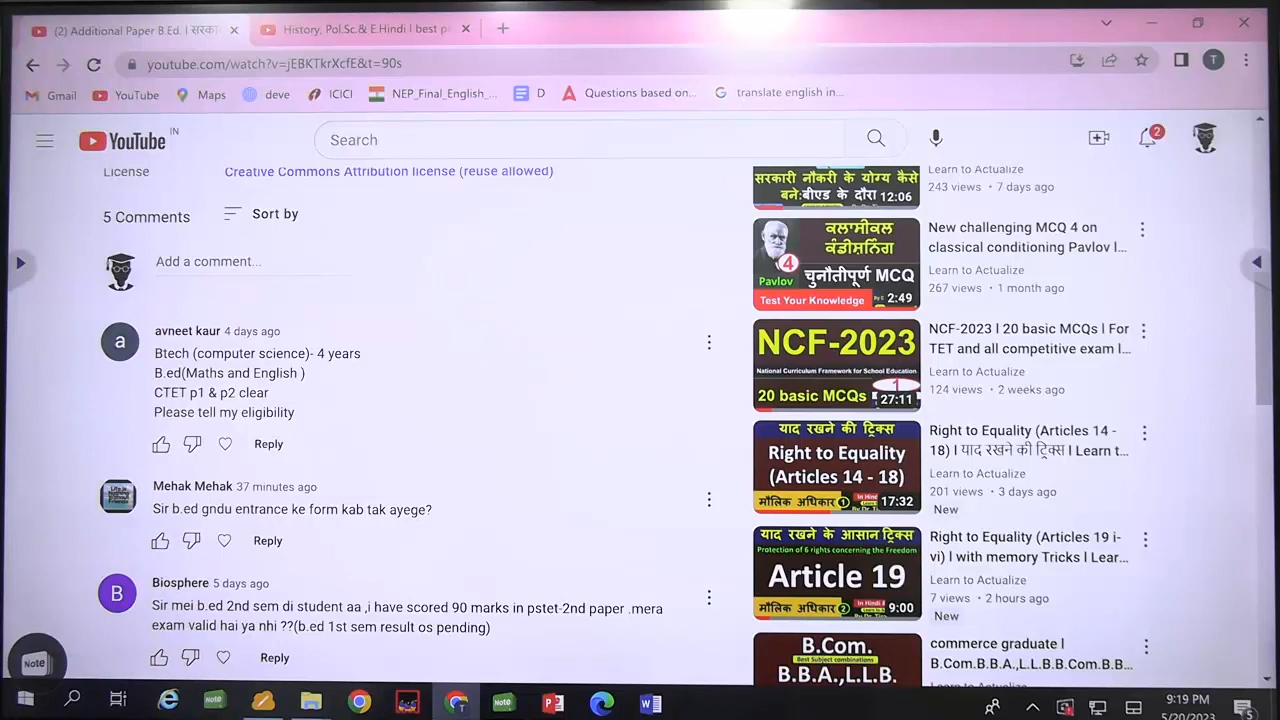 (2) Additional Paper B.Ed. l सरका
History, Pol.Sc.& E.Hindi l best p
youtube.com/watch?v=jEBKTkrXcfE&t=90s
T
Gmail
YouTube
Maps
deve
ICICI
NEP_Final_English_...
D
Questions based on...
translate english in...
YouTube IN
Search
2
License
Creative Commons Attribution license (reuse allowed)
5 Comments
Sort by
Add a comment...
a
avneet kaur 4 days ago
Btech (computer science)- 4 years
B.ed(Maths and English )
CTET p1 & p2 clear
Please tell my eligibility
Reply
Mehak Mehak 37 minutes ago
Sir b.ed gndu entrance ke form kab tak ayege?
Reply
B
Biosphere 5 days ago
b.ed 2nd sem di student aa ,i have scored 90 marks in pstet-2nd paper .mera
valid hai ya nhi ??(b.ed 1st sem result os pending)
Reply
Note
सरकारी नौकरी के योग्य कैसे
बने:बीएड के दौरा 12:06
Learn to Actualize
243 views • 7 days ago
ਕਲਾਸੀਕਲ
ਕੰਡੀਸ਼ਨਿੰਗ
4
Pavlov
चुनौतीपूर्ण MCQ
Test Your Knowledge
2:49
New challenging MCQ 4 on
classical conditioning Pavlov l...
Learn to Actualize
267 views • 1 month ago
NCF-2023
National Curriculum Framework for School Education
1
20 basic MCQs
27:11
NCF-2023 l 20 basic MCQs l For
TET and all competitive exam l...
Learn to Actualize
124 views • 2 weeks ago
याद रखने की ट्रिक्स
Right to Equality
(Articles 14 - 18)
मौलिक अधिकार 1
17:32
Right to Equality (Articles 14 -
18) l याद रखने की ट्रिक्स l Learn t...
Learn to Actualize
201 views • 3 days ago
New
याद रखने के आसान ट्रिक्स
Protection of 6 rights concerning the Freedom
Article 19
मौलिक अधिकार 2
9:00
Right to Equality (Articles 19 i-
vi) l with memory Tricks l Lear...
Learn to Actualize
7 views • 2 hours ago
New
B.Com.
Best Subject combinations
B.B.A.,L.L.B.
commerce graduate l
B.Com.B.B.A.,L.L.B.B.Com.B.B...
Note
Note
9:19 PM
5/20/2023
5